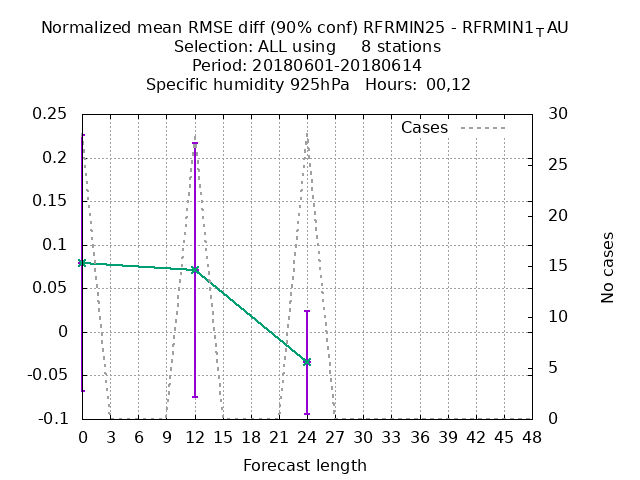 Normalized mean RMSE diff (90% conf) RFRMIN25 - RFRMIN1_TAU
Selection: ALL using     8 stations
Period: 20180601-20180614
Specific humidity 925hPa   Hours: 00,12
Cases
0.25
0.2
0.15
0.1
0.05
0
-0.05
-0.1
30
25
20
15
10
5
0
No cases
0 3 6 9 12 15 18 21 24 27 30 33 36 39 42 45 48
Forecast length